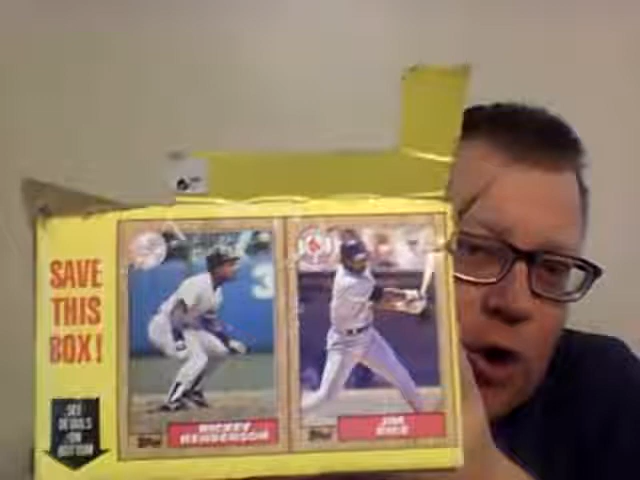 SAVE
THIS
BOX!
SEE
DETAILS
ON
BOTTOM
RICKEY
HENDERSON
JIM
RICE
Topps
Topps